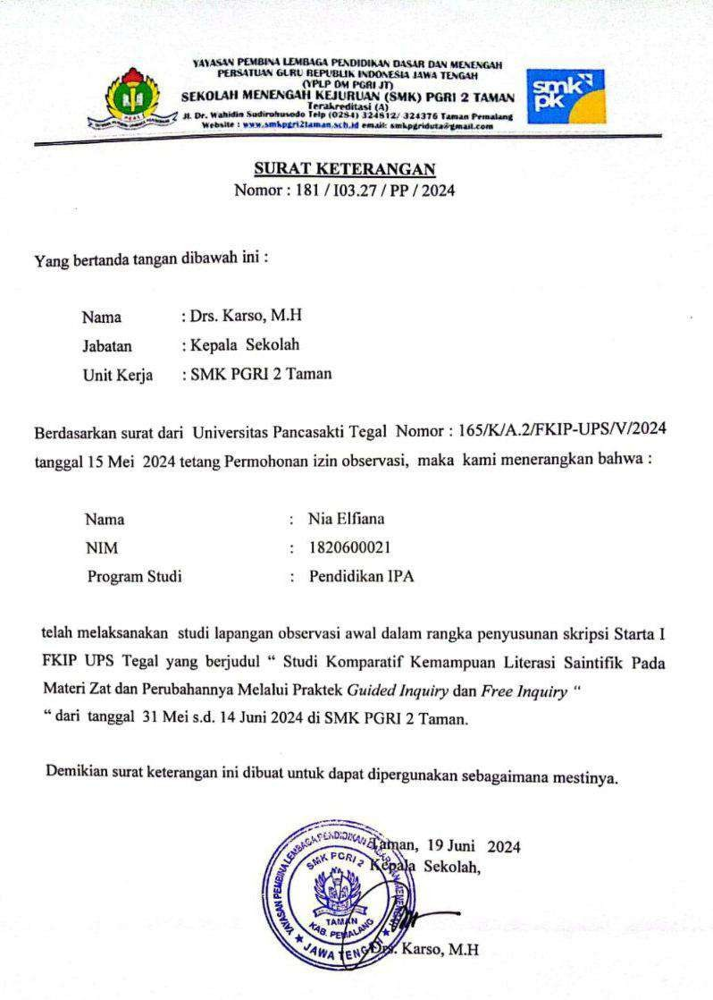 YAYASAN PEMBINA LEMBAGA PENDIDIKAN DASAR DAN MENENGAH
PERSATUAN GURU REPUBLIK INDONESIA JAWA TENGAH
(YPLP DM PGRI JT)
SEKOLAH MENENGAH KEJURUAN (SMK) PGRI 2 TAMAN
Terakreditasi (A)
Jl. Dr. Wahidin Sudirohusodo Telp (0284) 324812/ 324376 Taman Pemalang
Website : www.smkpgri2taman.sch.id email: smkpgriduta@gmail.com
smk
pk
SURAT KETERANGAN
Nomor : 181 / I03.27 / PP / 2024
Yang bertanda tangan dibawah ini :
Nama : Drs. Karso, M.H
Jabatan : Kepala Sekolah
Unit Kerja : SMK PGRI 2 Taman
Berdasarkan surat dari Universitas Pancasakti Tegal Nomor : 165/K/A.2/FKIP-UPS/V/2024
tanggal 15 Mei 2024 tetang Permohonan izin observasi, maka kami menerangkan bahwa :
Nama : Nia Elfiana
NIM : 1820600021
Program Studi : Pendidikan IPA
telah melaksanakan studi lapangan observasi awal dalam rangka penyusunan skripsi Starta I
FKIP UPS Tegal yang berjudul “ Studi Komparatif Kemampuan Literasi Saintifik Pada
Materi Zat dan Perubahannya Melalui Praktek Guided Inquiry dan Free Inquiry “
“ dari tanggal 31 Mei s.d. 14 Juni 2024 di SMK PGRI 2 Taman.
Demikian surat keterangan ini dibuat untuk dapat dipergunakan sebagaimana mestinya.
Taman, 19 Juni 2024
Kepala Sekolah,
YAYASAN PEMBINA LEMBAGA PENDIDIKAN DASAR DAN MENENGAH
SMK PGRI 2
TAMAN
KAB. PEMALANG
★ JAWA TENGAH ★
Drs. Karso, M.H